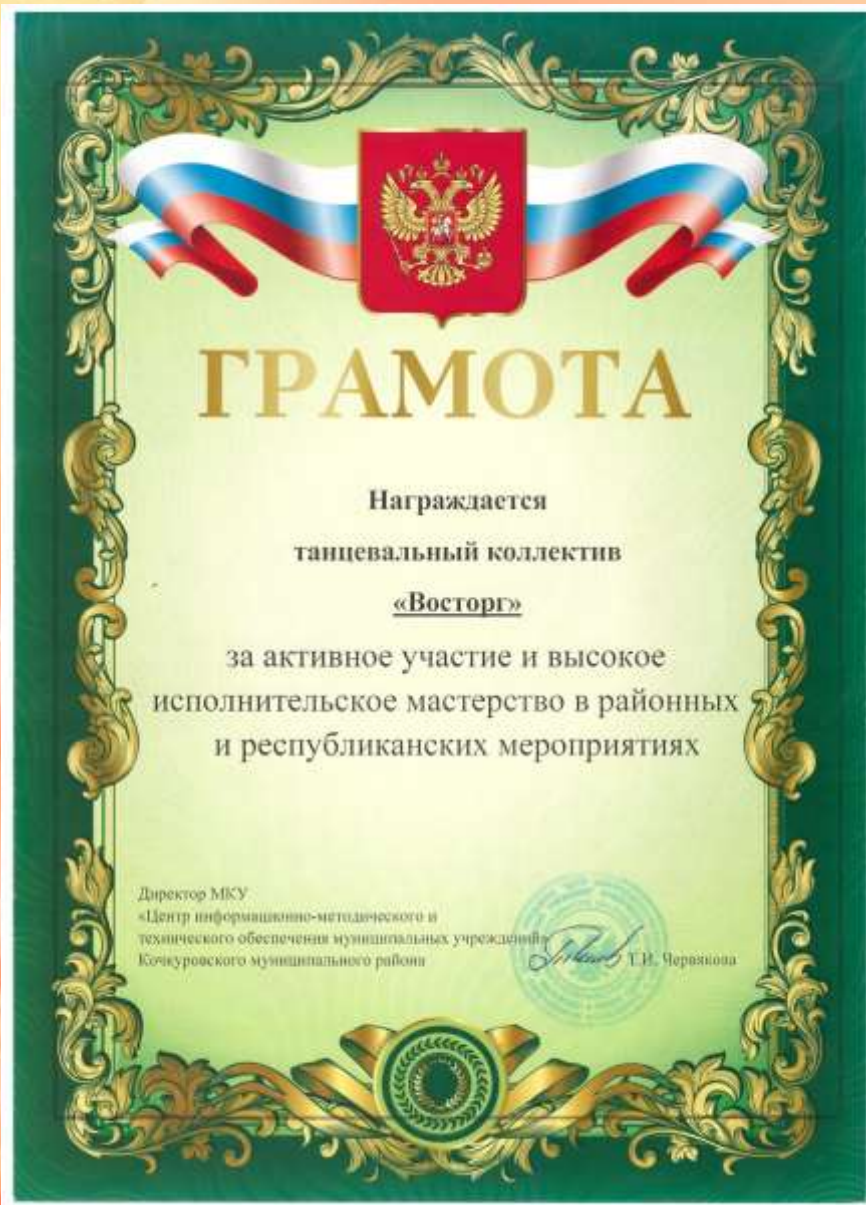 ГРАМОТА
Награждается
танцевальный коллектив
«Восторг»
за активное участие и высокое
исполнительское мастерство в районных
и республиканских мероприятиях
Директор МКУ
«Центр информационно-методического и
технического обеспечения муниципальных учреждений»
Кочкуровского муниципального района
Т.И. Червякова